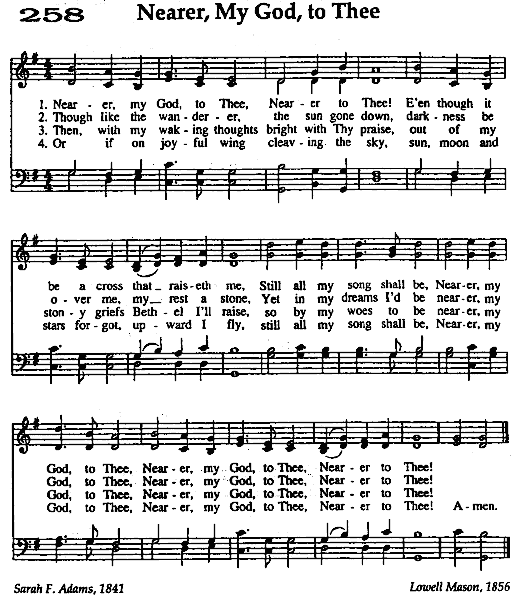 258 Nearer, My God, to Thee
1. Near - er, my God, to Thee, Near - er to Thee! E'en though it
2. Though like the wan - der - er, the sun gone down, dark - ness be
3. Then, with my wak - ing thoughts bright with Thy praise, out of my
4. Or if on joy - ful wing cleav - ing the sky, sun, moon and
be a cross that_ rais - eth me, Still all my song shall be, Near-er, my
o - ver me, my_ rest a stone, Yet in my dreams I'd be near-er, my
ston - y griefs Beth - el I'll raise, so by my woes to be near-er, my
stars for - got, up - ward I fly, still all my song shall be, Near-er, my
God, to Thee, Near - er, my God, to Thee, Near - er to Thee!
God, to Thee, Near - er, my God, to Thee, Near - er to Thee!
God, to Thee, Near - er, my God, to Thee, Near - er to Thee!
God, to Thee, Near - er, my God, to Thee, Near - er to Thee! A - men.
Sarah F. Adams, 1841 Lowell Mason, 1856